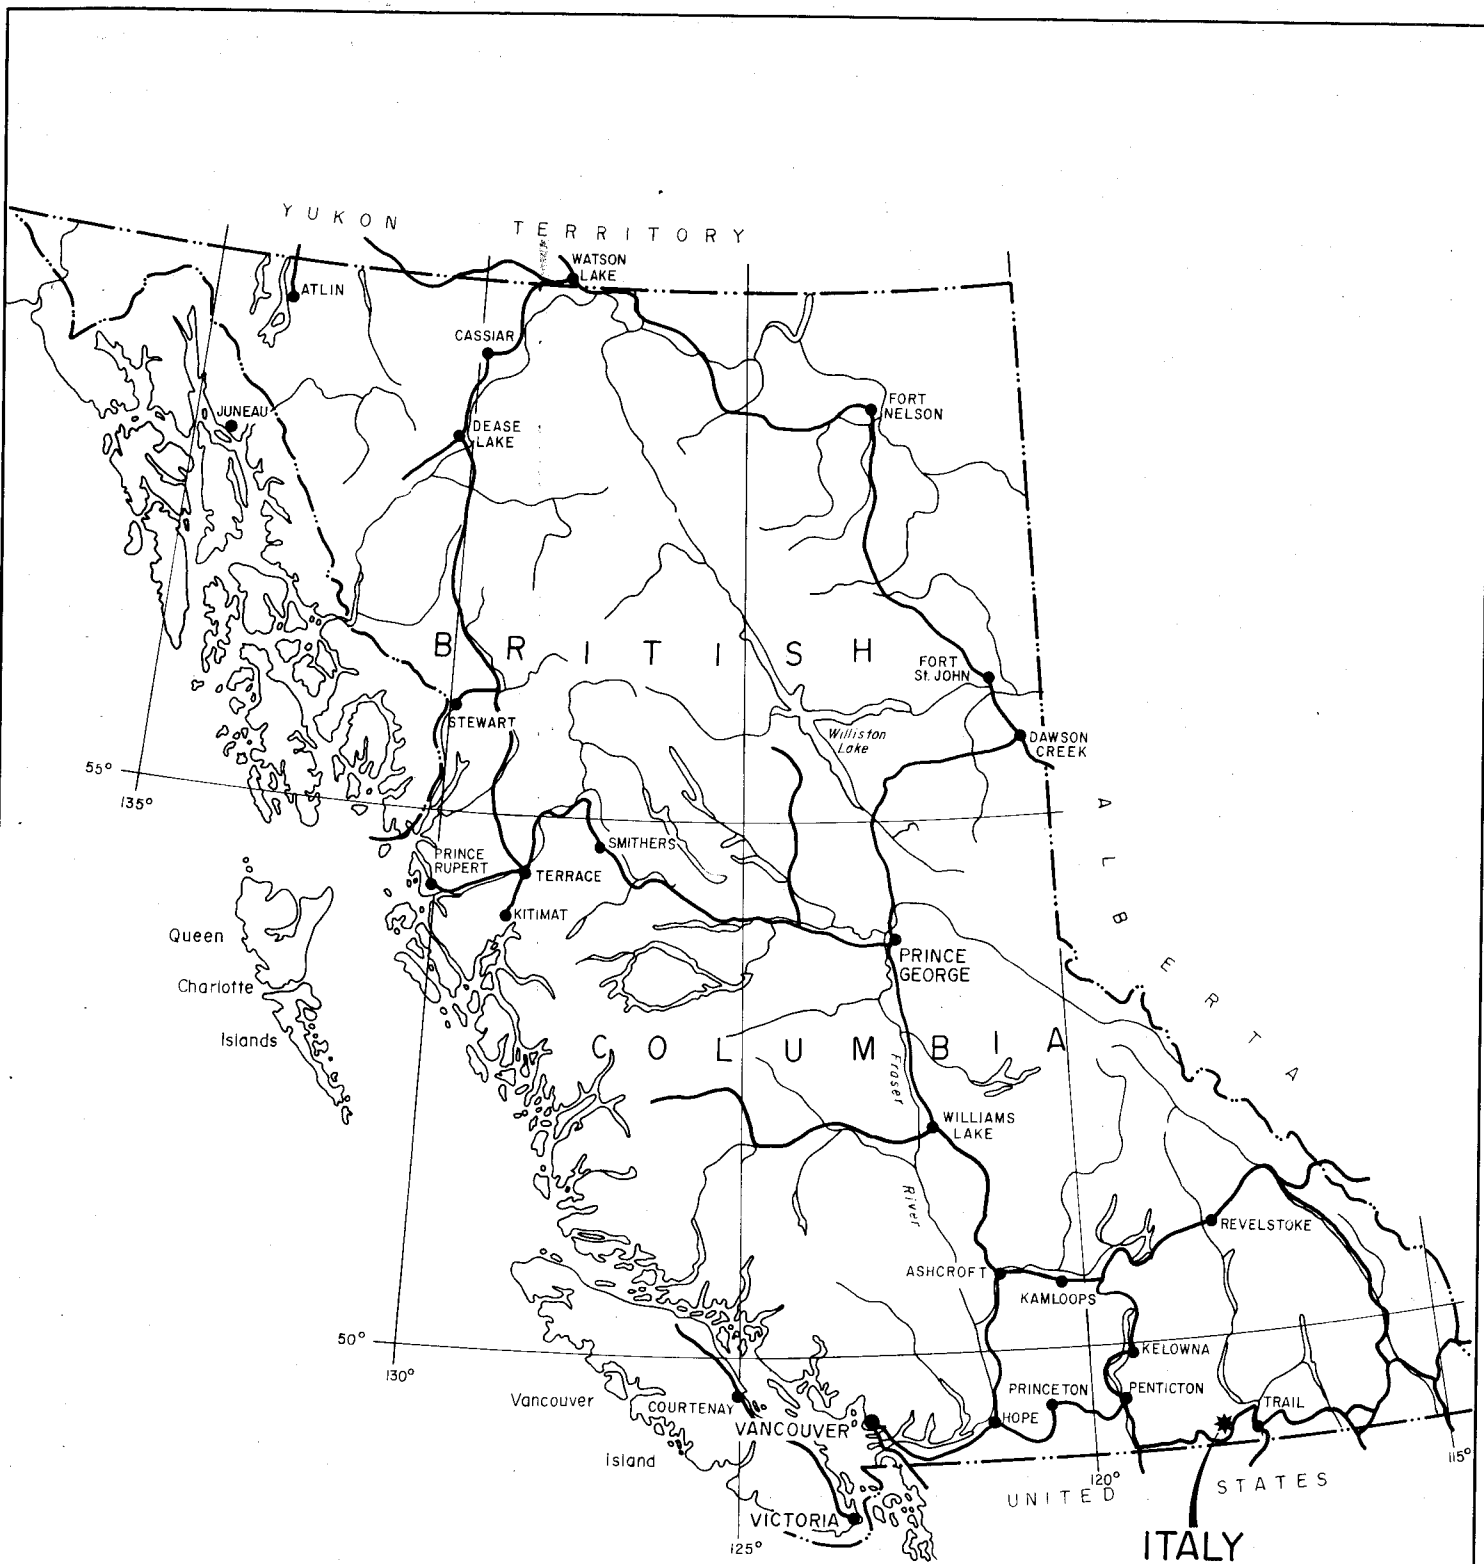 YUKON
TERRITORY
WATSON
LAKE
ATLIN
CASSIAR
JUNEAU
FORT
NELSON
DEASE
LAKE
BRITISH
FORT
St. JOHN
STEWART
Williston
Lake
DAWSON
CREEK
55°
135°
ALBERTA
PRINCE
RUPERT
SMITHERS
TERRACE
KITIMAT
Queen
Charlotte
Islands
PRINCE
GEORGE
COLUMBIA
Fraser
River
WILLIAMS
LAKE
REVELSTOKE
ASHCROFT
KAMLOOPS
50°
130°
KELOWNA
Vancouver
Island
COURTENAY
VANCOUVER
PRINCETON
PENTICTON
HOPE
TRAIL
120°
115°
UNITED STATES
VICTORIA
125°
ITALY